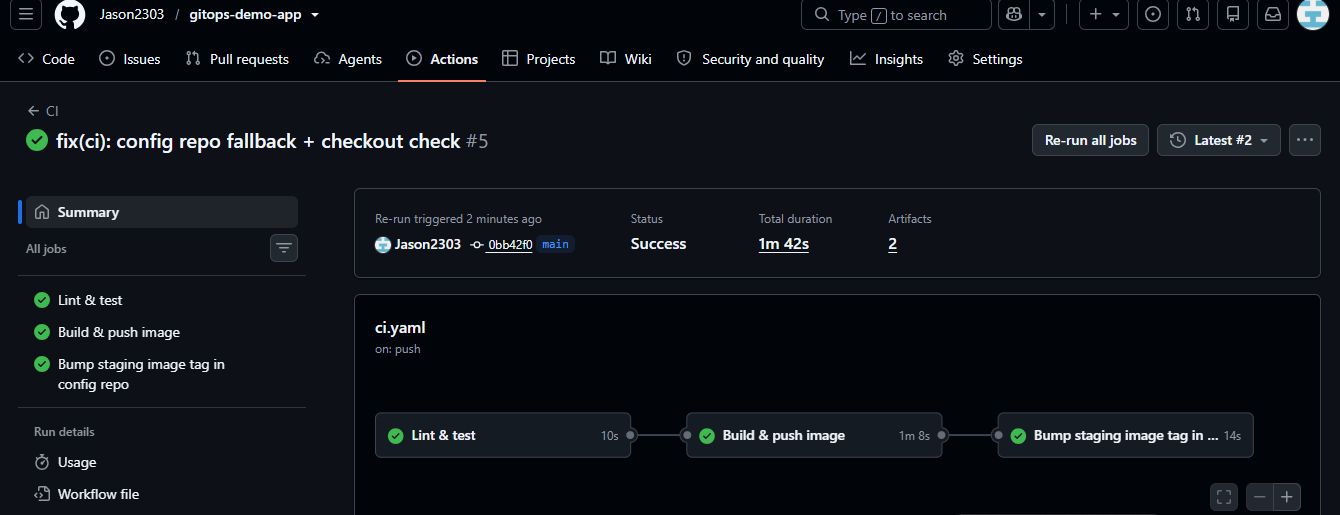 Jason2303 / gitops-demo-app
Type / to search
Code Issues Pull requests Agents Actions Projects Wiki Security and quality Insights Settings
CI
fix(ci): config repo fallback + checkout check #5
Re-run all jobs
Latest #2
Summary
All jobs
Lint & test
Build & push image
Bump staging image tag in
config repo
Run details
Usage
Workflow file
Re-run triggered 2 minutes ago
Jason2303 0bb42f0 main
Status
Success
Total duration
1m 42s
Artifacts
2
ci.yaml
on: push
Lint & test 10s
Build & push image 1m 8s
Bump staging image tag in ... 14s